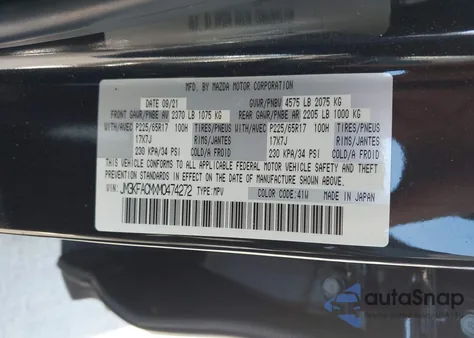 MFD. BY MAZDA MOTOR CORPORATION
DATE 09/21 GVWR/PNBV 4575 LB 2075 KG
FRONT GAWR/PNBE AV 2370 LB 1075 KG REAR GAWR/PNBE AR 2205 LB 1000 KG
WITH/AVEC P225/65R17 100H TIRES/PNEUS WITH/AVEC P225/65R17 100H TIRES/PNEUS
17X7J RIMS/JANTES 17X7J RIMS/JANTES
230 KPA/34 PSI COLD/A FROID 230 KPA/34 PSI COLD/A FROID
THIS VEHICLE CONFORMS TO ALL APPLICABLE FEDERAL MOTOR VEHICLE SAFETY AND THEFT
PREVENTION STANDARDS IN EFFECT ON THE DATE OF MANUFACTURE SHOWN ABOVE.
VIN: JM3KFACMXM0474272 TYPE: MPV COLOR CODE: 41W MADE IN JAPAN
autoSnap